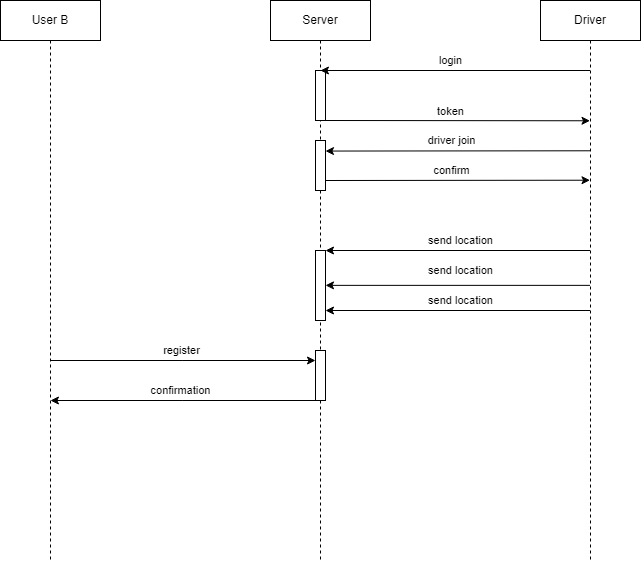 User B
Server
Driver
login
token
driver join
confirm
send location
send location
send location
register
confirmation